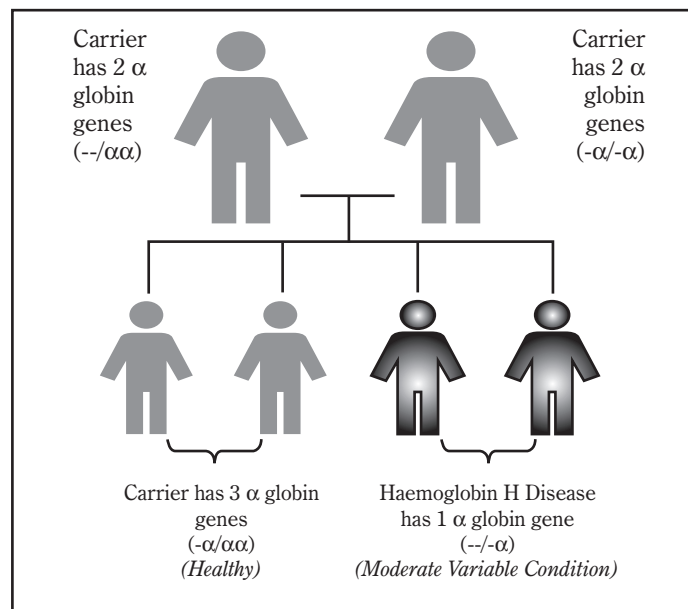 Carrier
has 2 α
globin
genes
(--/αα)
Carrier
has 2 α
globin
genes
(-α/-α)
Carrier has 3 α globin
genes
(-α/αα)
(Healthy)
Haemoglobin H Disease
has 1 α globin gene
(--/-α)
(Moderate Variable Condition)